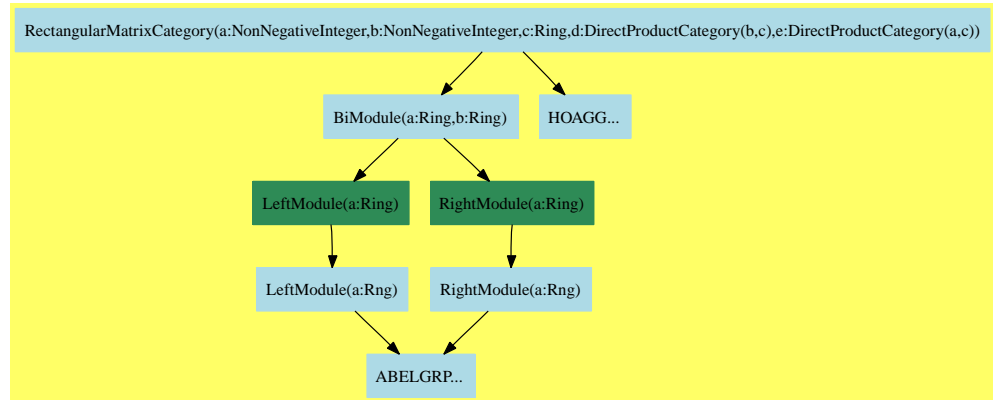 RectangularMatrixCategory(a:NonNegativeInteger,b:NonNegativeInteger,c:Ring,d:DirectProductCategory(b,c),e:DirectProductCategory(a,c))
BiModule(a:Ring,b:Ring)
HOAGG...
LeftModule(a:Ring)
RightModule(a:Ring)
LeftModule(a:Rng)
RightModule(a:Rng)
ABELGRP...